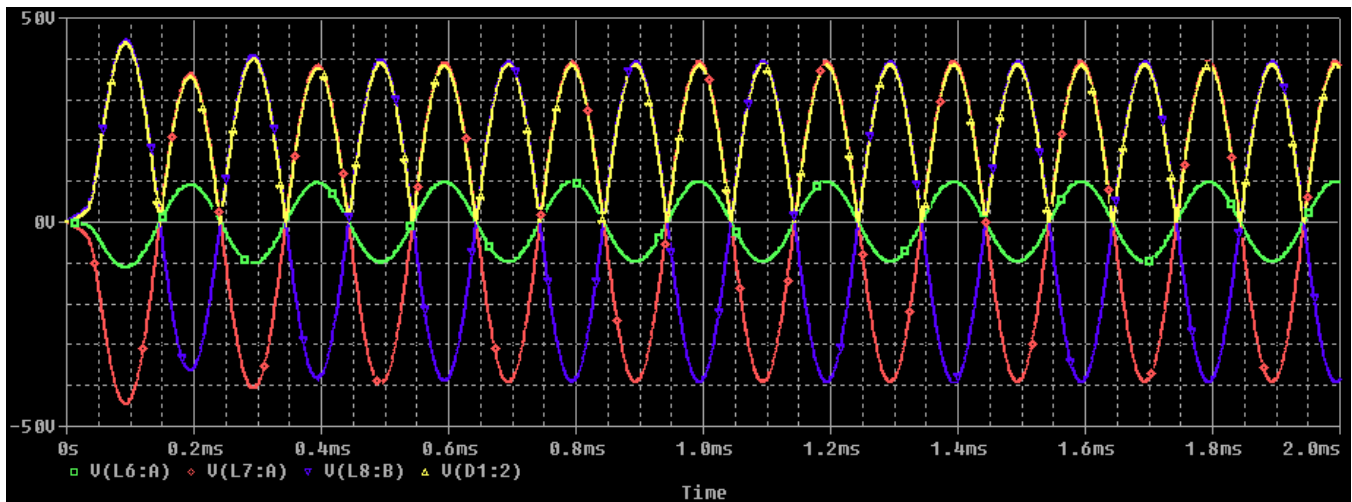 50V
0V
-50V
0s 0.2ms 0.4ms 0.6ms 0.8ms 1.0ms 1.2ms 1.4ms 1.6ms 1.8ms 2.0ms
V(L6:A) V(L7:A) V(L8:B) V(D1:2)
Time